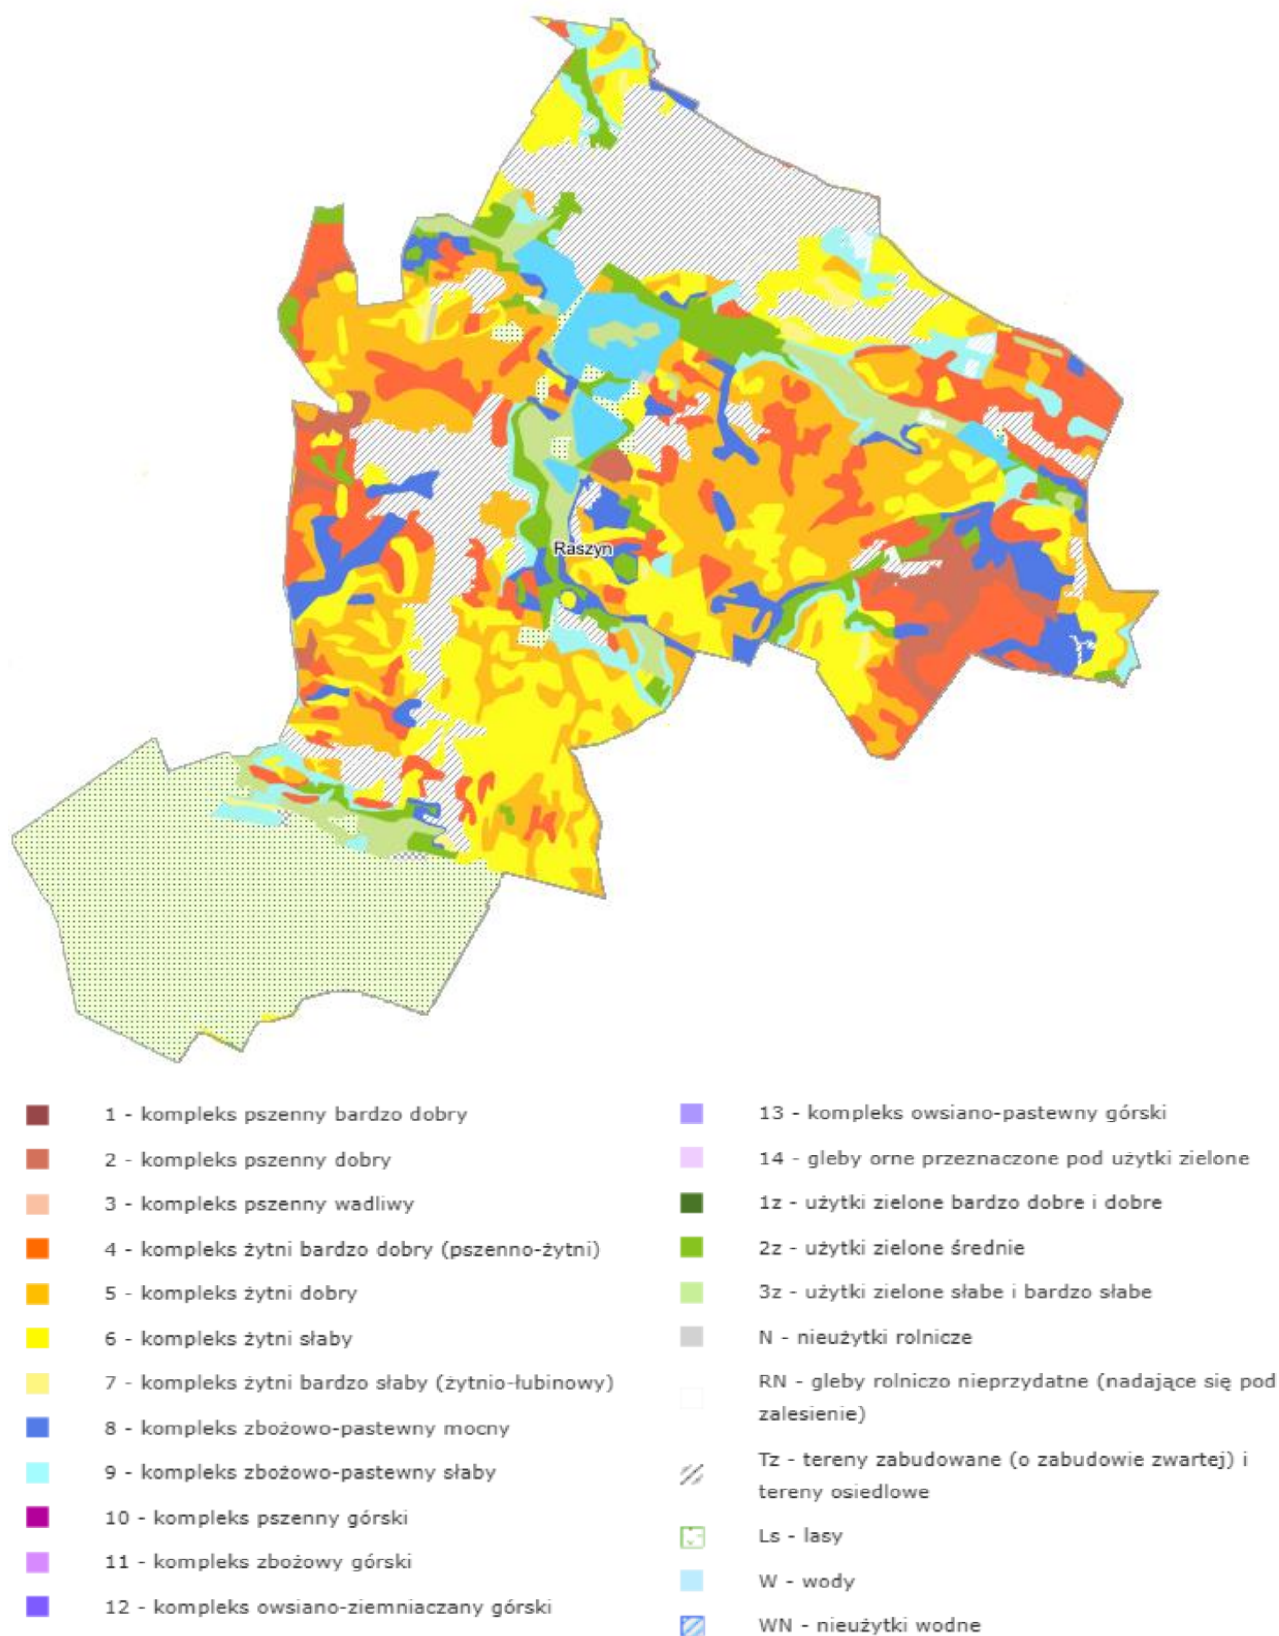 Raszyn
1 - kompleks pszenny bardzo dobry
2 - kompleks pszenny dobry
3 - kompleks pszenny wadliwy
4 - kompleks żytni bardzo dobry (pszenno-żytni)
5 - kompleks żytni dobry
6 - kompleks żytni słaby
7 - kompleks żytni bardzo słaby (żytnio-łubinowy)
8 - kompleks zbożowo-pastewny mocny
9 - kompleks zbożowo-pastewny słaby
10 - kompleks pszenny górski
11 - kompleks zbożowy górski
12 - kompleks owsiano-ziemniaczany górski
13 - kompleks owsiano-pastewny górski
14 - gleby orne przeznaczone pod użytki zielone
1z - użytki zielone bardzo dobre i dobre
2z - użytki zielone średnie
3z - użytki zielone słabe i bardzo słabe
N - nieużytki rolnicze
RN - gleby rolniczo nieprzydatne (nadające się pod
zalesienie)
Tz - tereny zabudowane (o zabudowie zwartej) i
tereny osiedlowe
Ls - lasy
W - wody
WN - nieużytki wodne